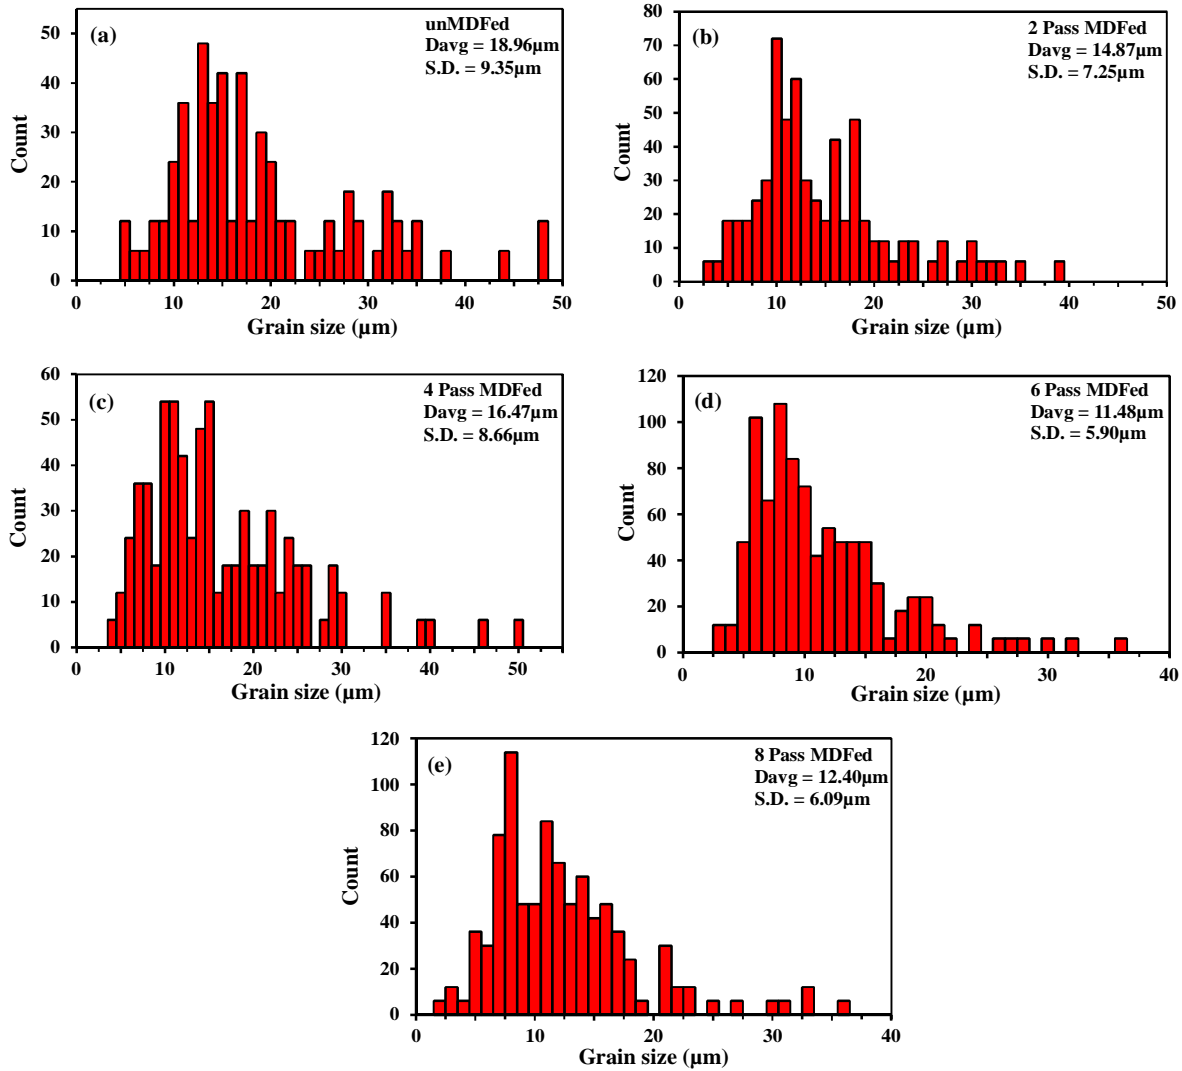 (a)
unMDFed
Davg = 18.96µm
S.D. = 9.35µm
50
40
30
20
10
0
Count
0 10 20 30 40 50
Grain size (µm)
(b)
2 Pass MDFed
Davg = 14.87µm
S.D. = 7.25µm
80
70
60
50
40
30
20
10
0
Count
0 10 20 30 40 50
Grain size (µm)
(c)
4 Pass MDFed
Davg = 16.47µm
S.D. = 8.66µm
60
50
40
30
20
10
0
Count
0 10 20 30 40 50
Grain size (µm)
(d)
6 Pass MDFed
Davg = 11.48µm
S.D. = 5.90µm
120
100
80
60
40
20
0
Count
0 10 20 30 40
Grain size (µm)
(e)
8 Pass MDFed
Davg = 12.40µm
S.D. = 6.09µm
120
100
80
60
40
20
0
Count
0 10 20 30 40
Grain size (µm)